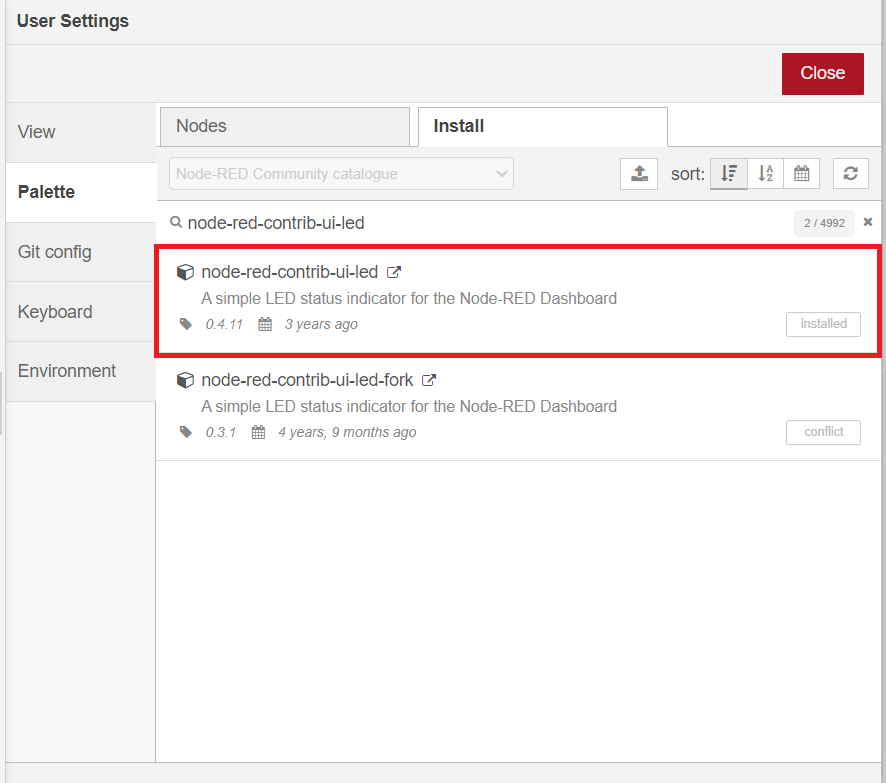 User Settings
Close
View
Palette
Git config
Keyboard
Environment
Nodes
Install
Node-RED Community catalogue
sort:
node-red-contrib-ui-led
2 / 4992
node-red-contrib-ui-led
A simple LED status indicator for the Node-RED Dashboard
0.4.11 3 years ago
installed
node-red-contrib-ui-led-fork
A simple LED status indicator for the Node-RED Dashboard
0.3.1 4 years, 9 months ago
conflict